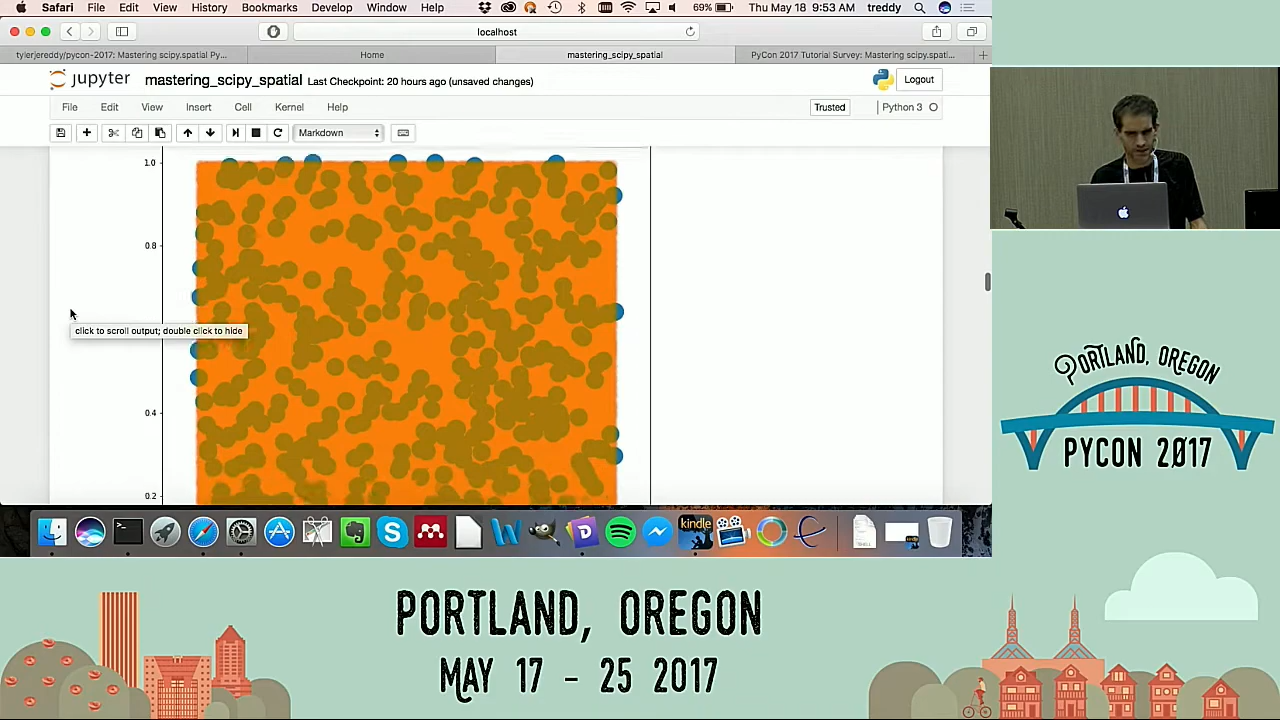 Safari File Edit View History Bookmarks Develop Window Help 69% Thu May 18 9:53 AM treddy
localhost
tylerjereddy/pycon-2017: Mastering scipy.spatial Py... Home mastering_scipy_spatial PyCon 2017 Tutorial Survey: Mastering scipy.spati...
jupyter mastering_scipy_spatial Last Checkpoint: 20 hours ago (unsaved changes) Logout
File Edit View Insert Cell Kernel Help Trusted Python 3
Markdown
1.0
0.8
click to scroll output; double click to hide
0.4
0.2
kindle
PORTLAND, OREGON
PYCON 2017
PORTLAND, OREGON
MAY 17 - 25 2017